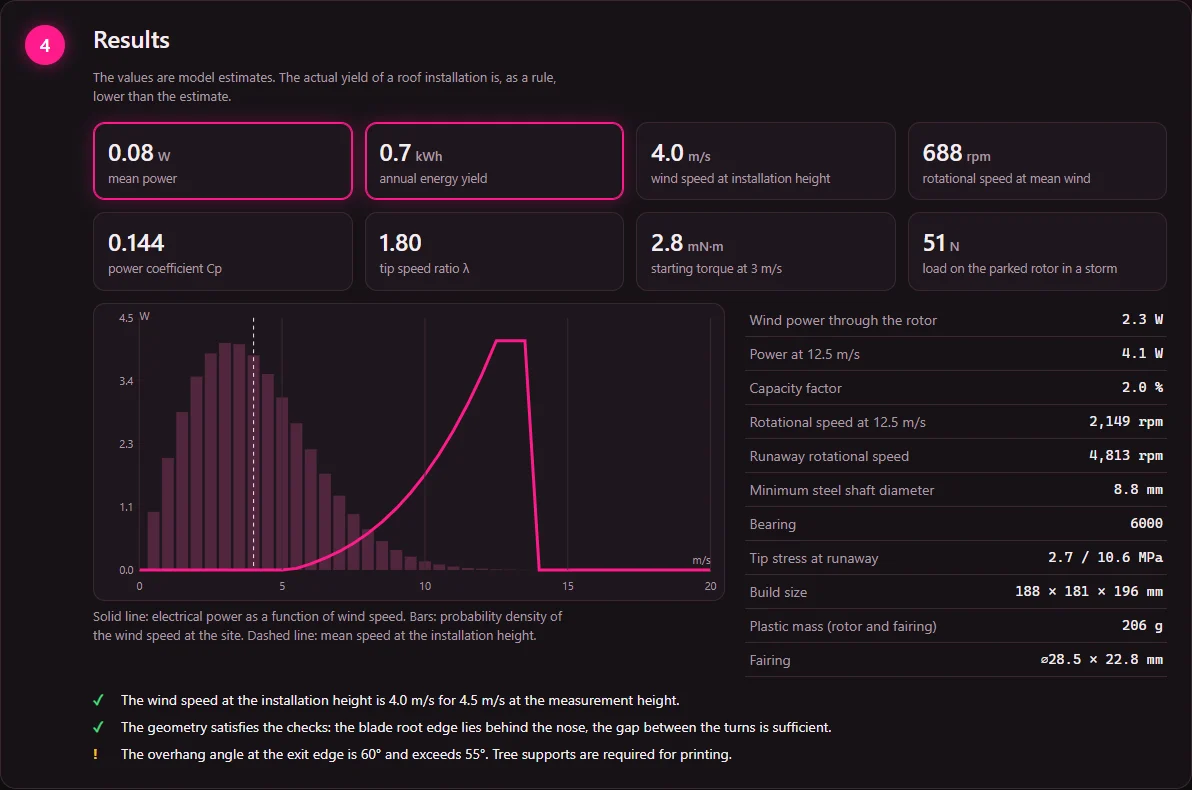 4
Results
The values are model estimates. The actual yield of a roof installation is, as a rule,
lower than the estimate.
0.08 W
mean power
0.7 kWh
annual energy yield
4.0 m/s
wind speed at installation height
688 rpm
rotational speed at mean wind
0.144
power coefficient Cp
1.80
tip speed ratio λ
2.8 mN·m
starting torque at 3 m/s
51 N
load on the parked rotor in a storm
4.5 W
3.4
2.3
1.1
0.0
m/s
0 5 10 15 20
Solid line: electrical power as a function of wind speed. Bars: probability density of
the wind speed at the site. Dashed line: mean speed at the installation height.
Wind power through the rotor 2.3 W
Power at 12.5 m/s 4.1 W
Capacity factor 2.0 %
Rotational speed at 12.5 m/s 2,149 rpm
Runaway rotational speed 4,813 rpm
Minimum steel shaft diameter 8.8 mm
Bearing 6000
Tip stress at runaway 2.7 / 10.6 MPa
Build size 188 × 181 × 196 mm
Plastic mass (rotor and fairing) 206 g
Fairing ⌀28.5 × 22.8 mm
✓ The wind speed at the installation height is 4.0 m/s for 4.5 m/s at the measurement height.
✓ The geometry satisfies the checks: the blade root edge lies behind the nose, the gap between the turns is sufficient.
! The overhang angle at the exit edge is 60° and exceeds 55°. Tree supports are required for printing.